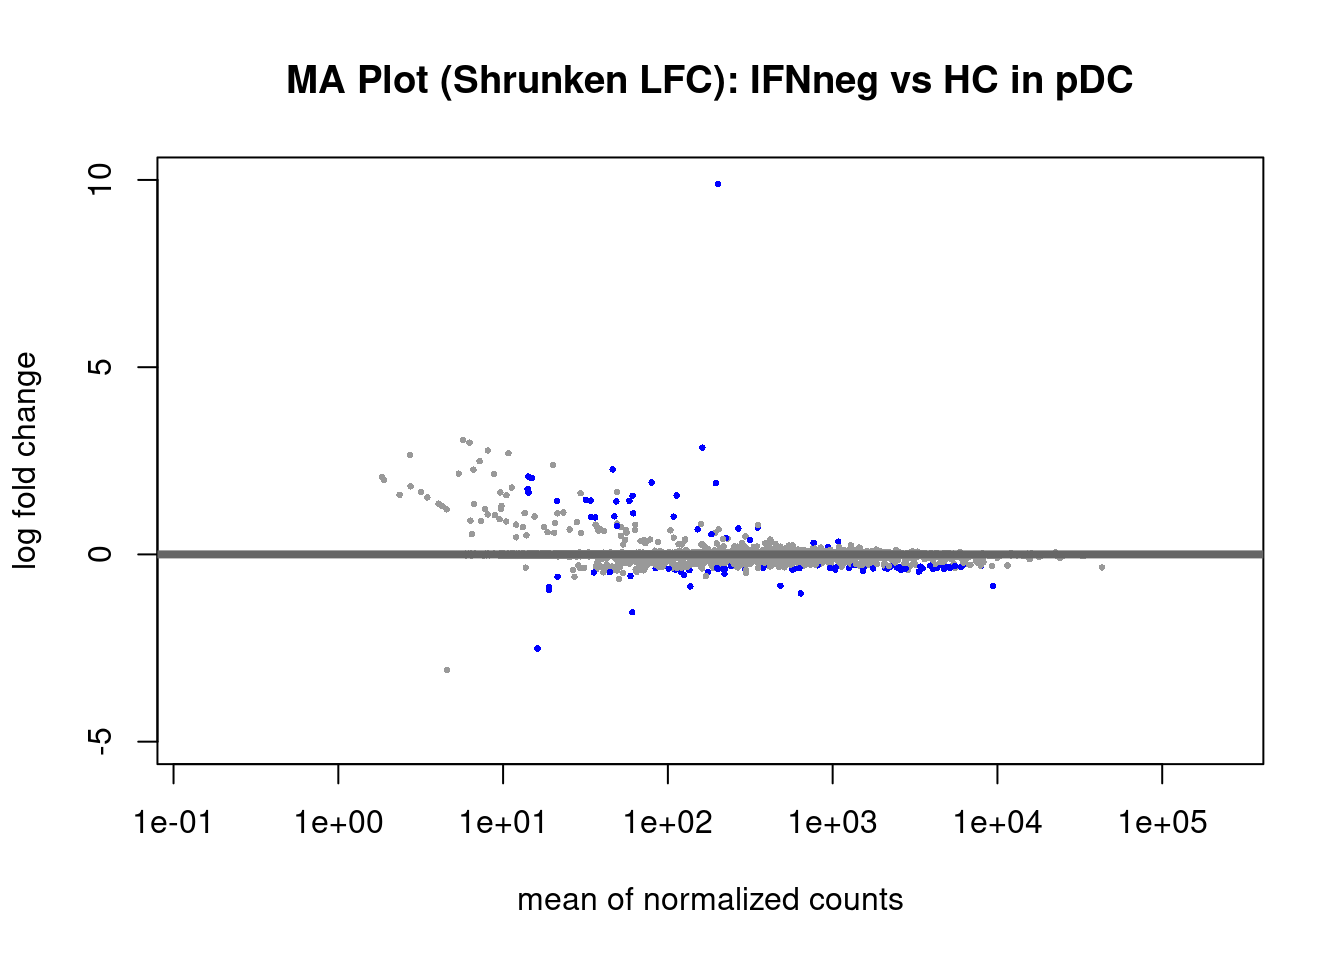 MA Plot (Shrunken LFC): IFNneg vs HC in pDC
10
5
0
-5
log fold change
1e-01 1e+00 1e+01 1e+02 1e+03 1e+04 1e+05
mean of normalized counts